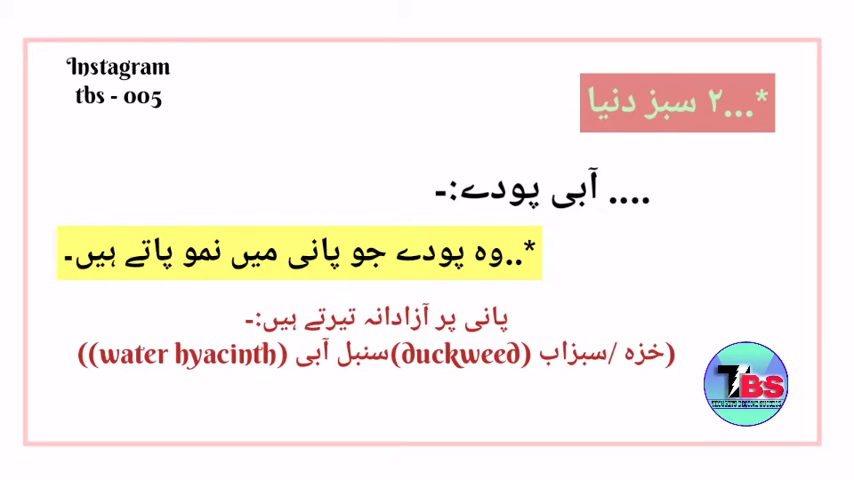 Instagram
tbs - 005
*...۲ سبز دنیا
.... آبی پودے:۔
*..وہ پودے جو پانی میں نمو پاتے ہیں۔
پانی پر آزادانہ تیرتے ہیں:۔
(خزہ /سبزاب (duckweed)سنبل آبی (water hyacinth))
TBS